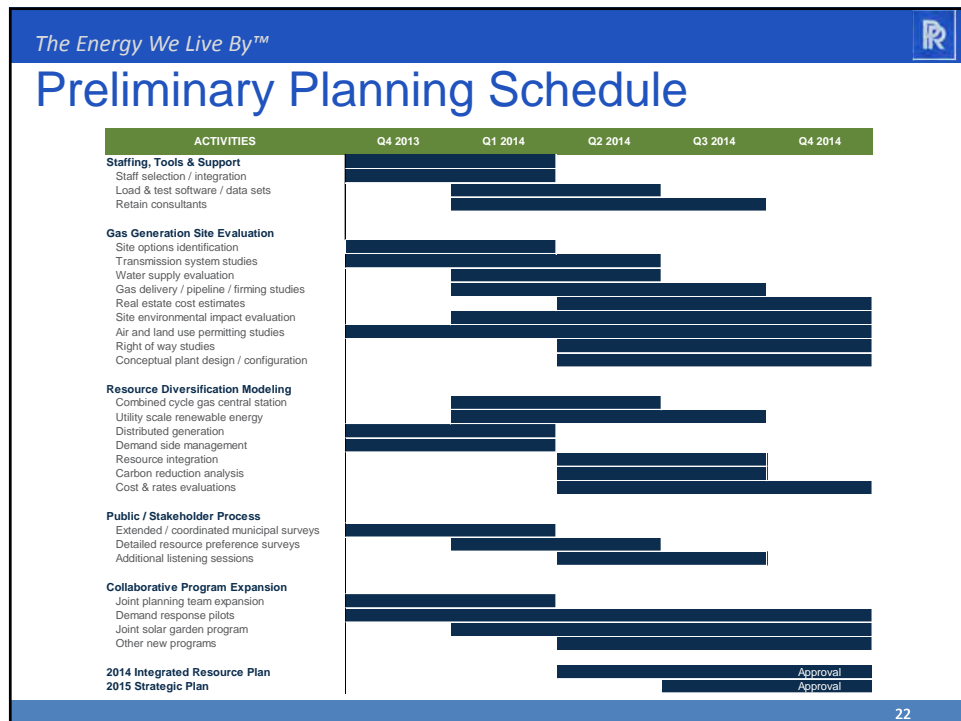 The Energy We Live By™
PR
Preliminary Planning Schedule
ACTIVITIES Q4 2013 Q1 2014 Q2 2014 Q3 2014 Q4 2014
Staffing, Tools & Support
Staff selection / integration
Load & test software / data sets
Retain consultants
Gas Generation Site Evaluation
Site options identification
Transmission system studies
Water supply evaluation
Gas delivery / pipeline / firming studies
Real estate cost estimates
Site environmental impact evaluation
Air and land use permitting studies
Right of way studies
Conceptual plant design / configuration
Resource Diversification Modeling
Combined cycle gas central station
Utility scale renewable energy
Distributed generation
Demand side management
Resource integration
Carbon reduction analysis
Cost & rates evaluations
Public / Stakeholder Process
Extended / coordinated municipal surveys
Detailed resource preference surveys
Additional listening sessions
Collaborative Program Expansion
Joint planning team expansion
Demand response pilots
Joint solar garden program
Other new programs
2014 Integrated Resource Plan Approval
2015 Strategic Plan Approval
22